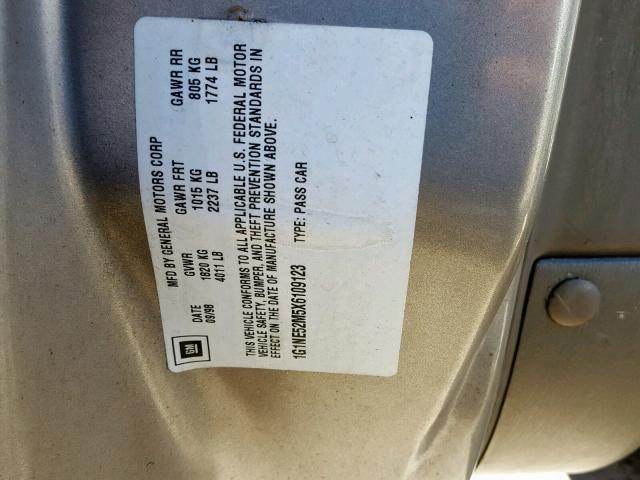 MFD BY GENERAL MOTORS CORP
DATE GVWR GAWR FRT GAWR RR
09/98 1820 KG 1015 KG 805 KG
4011 LB 2237 LB 1774 LB
GM
THIS VEHICLE CONFORMS TO ALL APPLICABLE U.S. FEDERAL MOTOR
VEHICLE SAFETY, BUMPER, AND THEFT PREVENTION STANDARDS IN
EFFECT ON THE DATE OF MANUFACTURE SHOWN ABOVE.
1G1NE52M5X6109123 TYPE: PASS CAR